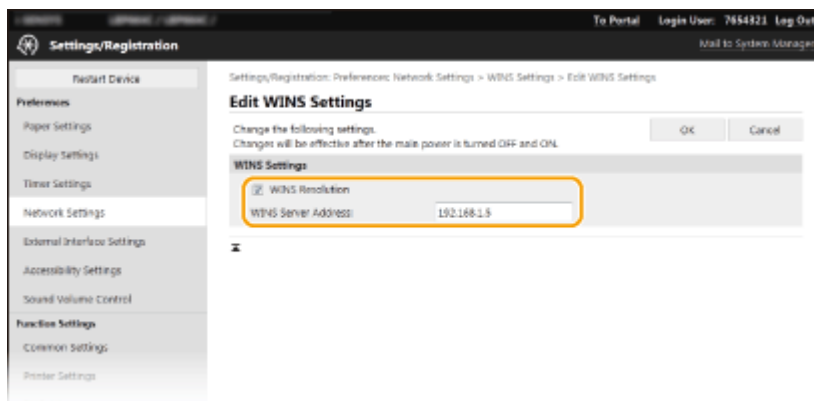 To Portal Login User: 7654321 Log Out
Settings/Registration
Mail to System Manager
Restart Device
Preferences
Paper Settings
Display Settings
Timer Settings
Network Settings
External Interface Settings
Accessibility Settings
Sound Volume Control
Function Settings
Common Settings
Printer Settings
Settings/Registration: Preferences: Network Settings > WINS Settings > Edit WINS Settings
Edit WINS Settings
Change the following settings.
Changes will be effective after the main power is turned OFF and ON.
OK Cancel
WINS Settings
WINS Resolution
WINS Server Address: 192.168.1.5